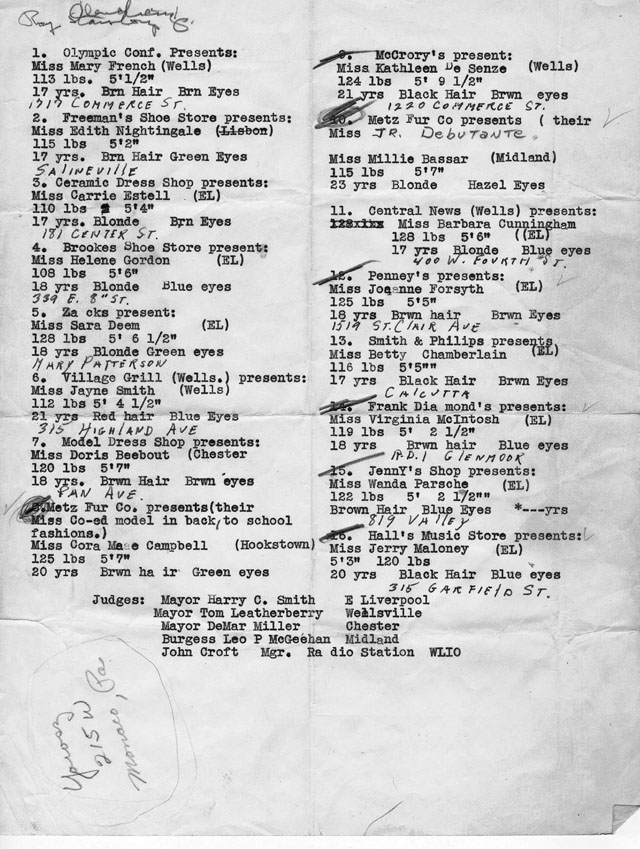 1. Olympic Conf. Presents:
Miss Mary French (Wells)
113 lbs. 5'1/2"
17 yrs. Brn Hair Brn Eyes
1717 COMMERCE ST.
2. Freeman's Shoe Store presents:
Miss Edith Nightingale (Lisbon)
115 lbs 5'2"
17 yrs. Brn Hair Green Eyes
SALINEVILLE
3. Ceramic Dress Shop presents:
Miss Carrie Estell (EL)
110 lbs 5'4"
17 yrs. Blonde Brn Eyes
181 CENTER ST.
4. Brookes Shoe Store present:
Miss Helene Gordon (EL)
108 lbs 5'6"
18 yrs Blonde Blue eyes
339 E. 8" ST.
5. Za cks present:
Miss Sara Deem (EL)
128 lbs 5' 6 1/2"
18 yrs Blonde Green eyes
MARY PATTERSON
6. Village Grill (Wells.) presents:
Miss Jayne Smith (Wells)
112 lbs 5' 4 1/2"
21 yrs Red hair Blue Eyes
315 HIGHLAND AVE
7. Model Dress Shop presents:
Miss Doris Beebout (Chester
120 lbs 5'7"
18 yrs. Brwn Hair Brwn eyes
PAN AVE.
8.Metz Fur Co. presents(their
Miss Co-ed model in back to school
fashions.)
Miss Cora Mae Campbell (Hookstown)
125 lbs 5'7"
20 yrs Brwn ha ir Green eyes
9. McCrory's present:
Miss Kathleen De Senze (Wells)
124 lbs 5' 9 1/2"
21 yrs Black Hair Brwn eyes
1220 COMMERCE ST.
10. Metz Fur Co presents ( their
Miss JR. DEBUTANTE.
Miss Millie Bassar (Midland)
115 lbs 5'7"
23 yrs Blonde Hazel Eyes
11. Central News (Wells) presents:
128xixx Miss Barbara Cunningham
128 lbs 5'6" ((EL)
17 yrs Blonde Blue eyes
400 W. FOURTH ST.
12. Penney's presents:
Miss Joeanne Forsyth (EL)
125 lbs 5'5"
18 yrs Brwn hair Brwn Eyes
1519 ST. CLAIR AVE
13. Smith & Philips presents
Miss Betty Chamberlain (EL)
116 lbs 5'5""
17 yrs Black Hair Brwn Eyes
CALCUTTA
14. Frank Dia mond's presents:
Miss Virginia McIntosh (EL)
119 lbs 5' 2 1/2"
18 yrs Brwn hair Blue eyes
R.D.1 GLENMOOR
15. JennY's Shop presents:
Miss Wanda Parsche (EL)
122 lbs 5' 2 1/2""
Brown Hair Blue Eyes *---yrs
819 VALLEY
16. Hall's Music Store presents:
Miss Jerry Maloney (EL)
5'3" 120 lbs
20 yrs Black Hair Blue eyes
315 GARFIELD ST.
Judges: Mayor Harry C. Smith E Liverpool
Mayor Tom Leatherberry Wellsville
Mayor DeMar Miller Chester
Burgess Leo P McGeehan Midland
John Croft Mgr. Ra dio Station WLIO
215 W
Monaca, Pa